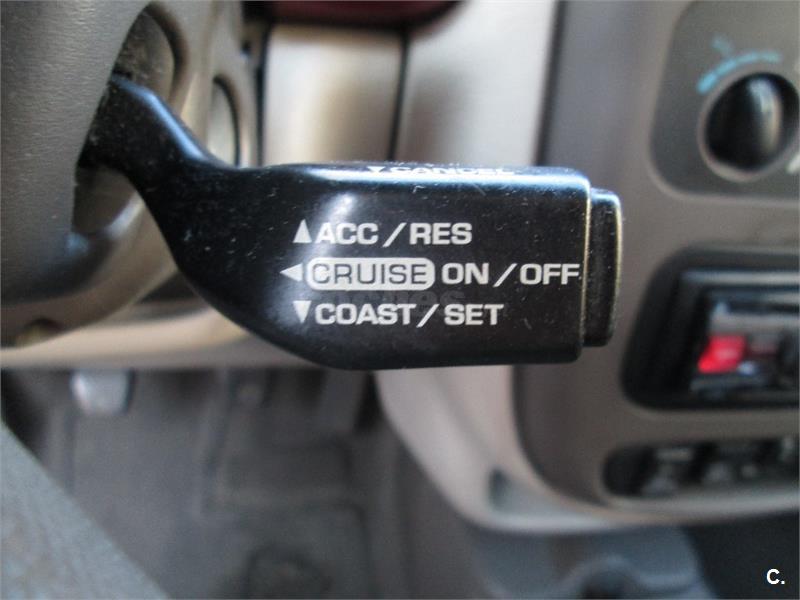 ▼CANCEL
▲ACC/RES
◄CRUISE ON/OFF
▼COAST/SET
C.